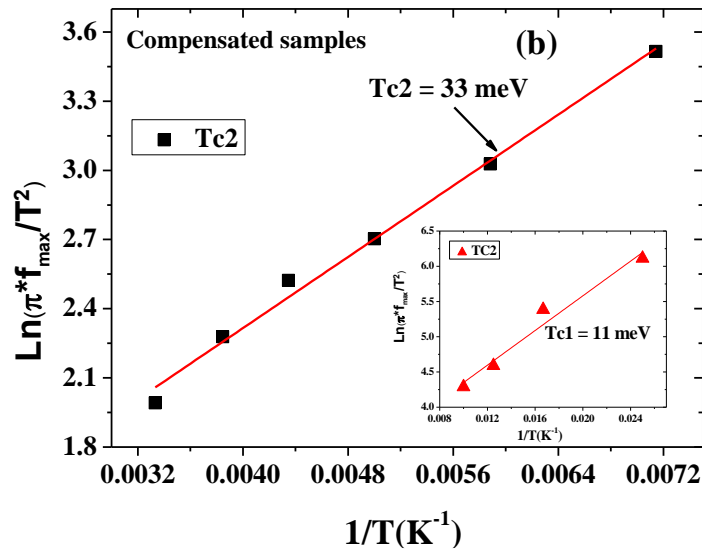 Compensated samples
(b)
Tc2 = 33 meV
Tc2
Ln(π*f_max/T²)
3.6
3.3
3.0
2.7
2.4
2.1
1.8
0.0032 0.0040 0.0048 0.0056 0.0064 0.0072
1/T(K⁻¹)
TC2
Tc1 = 11 meV
Ln(π*f_max/T²)
6.5
6.0
5.5
5.0
4.5
4.0
0.008 0.012 0.016 0.020 0.024
1/T(K⁻¹)